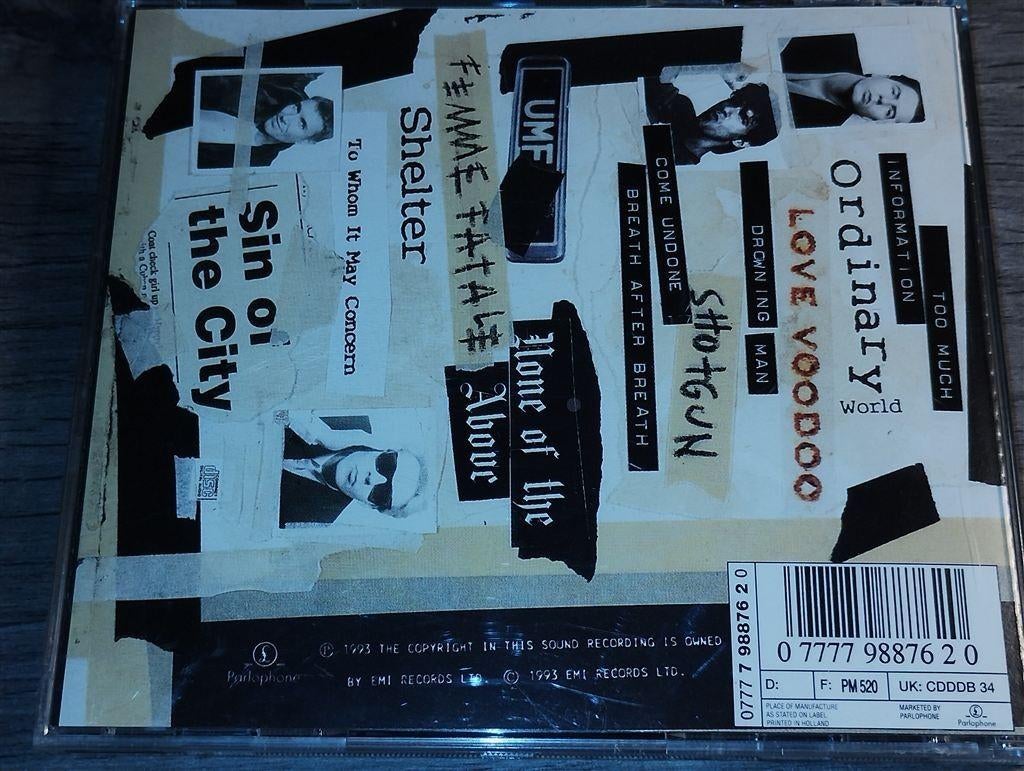 TOO MUCH
INFORMATION
Ordinary
World
LOVE VOODOO
DROWNING MAN
SHOTGUN
COME UNDONE
BREATH AFTER BREATH
UMF
None of the
Above
FEMME FATALE
Shelter
To Whom It May Concern
Sin of
the City
Coat check girl up
Parlophone
Ⓟ 1993 THE COPYRIGHT IN THIS SOUND RECORDING IS OWNED
BY EMI RECORDS LTD. © 1993 EMI RECORDS LTD.
0777 7 98876 2 0
0 7777 98876 2 0
D: F: PM 520 UK: CDDDB 34
PLACE OF MANUFACTURE
AS STATED ON LABEL
PRINTED IN HOLLAND
MARKETED BY
PARLOPHONE
Parlophone